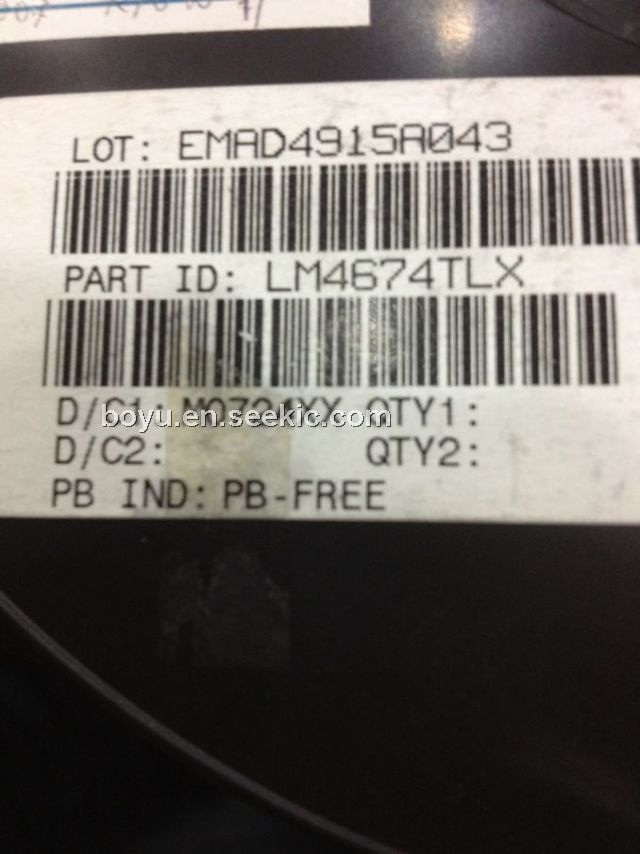 LOT: EMAD4915A043
PART ID: LM4674TLX
D/C1: QTY1:
boyu.en.seekic.com
D/C2: QTY2:
PB IND: PB-FREE